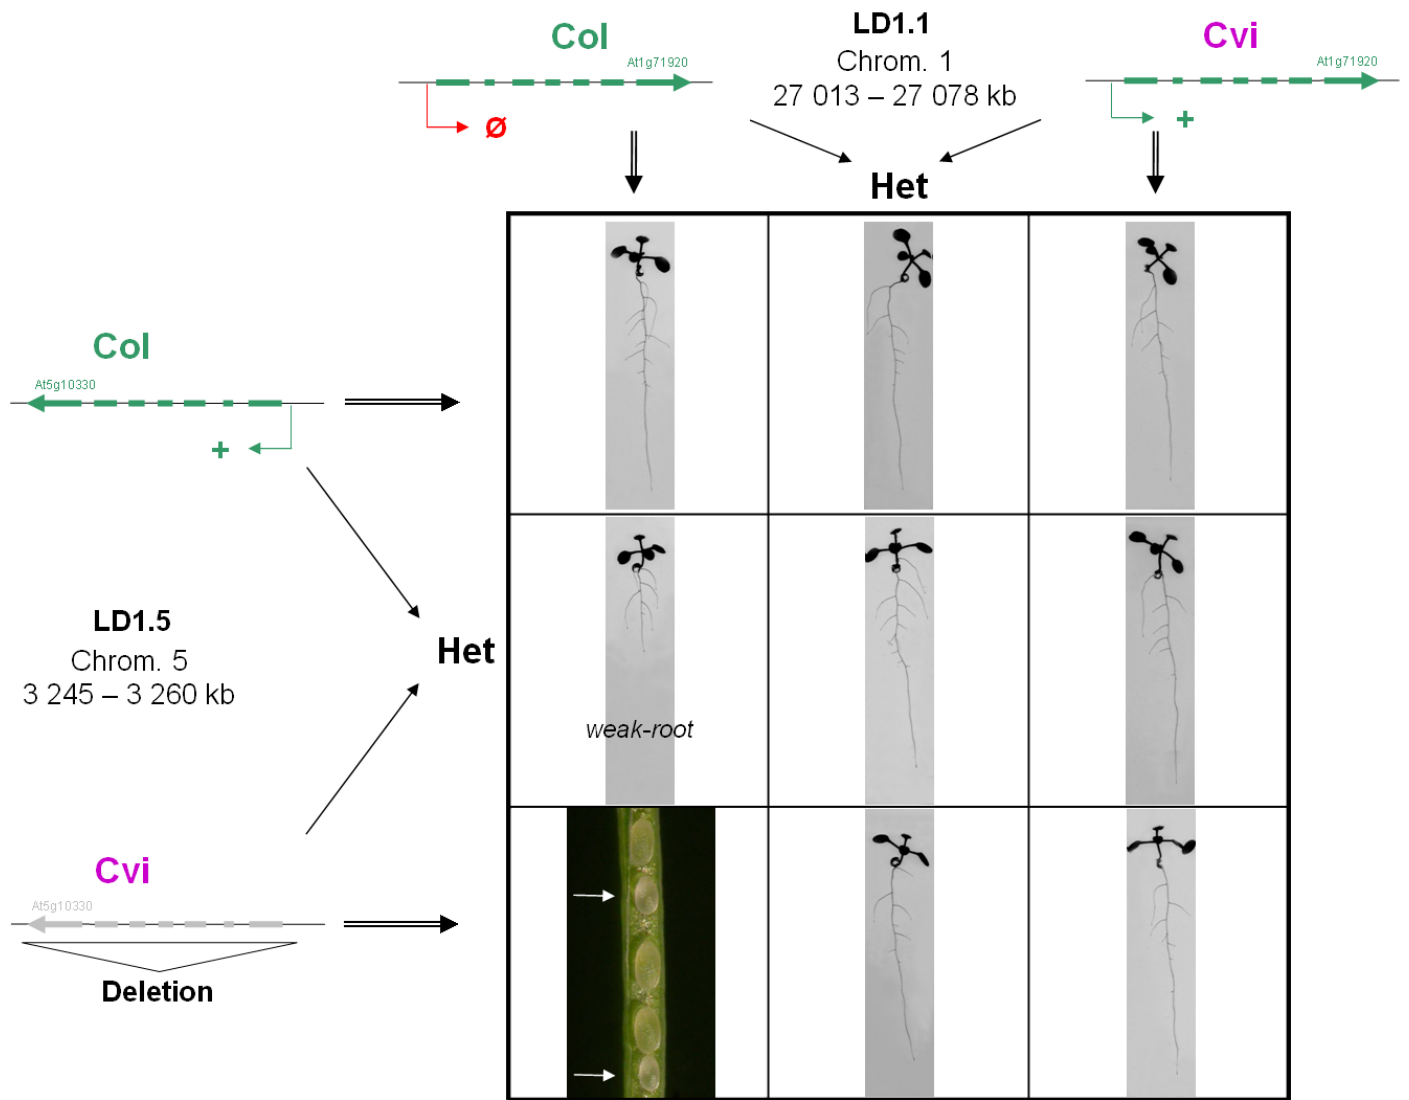 Col
At1g71920
Ø
LD1.1
Chrom. 1
27 013 – 27 078 kb
Cvi
At1g71920
+
Het
Col
At5g10330
+
LD1.5
Chrom. 5
3 245 – 3 260 kb
Het
weak-root
Cvi
At5g10330
Deletion